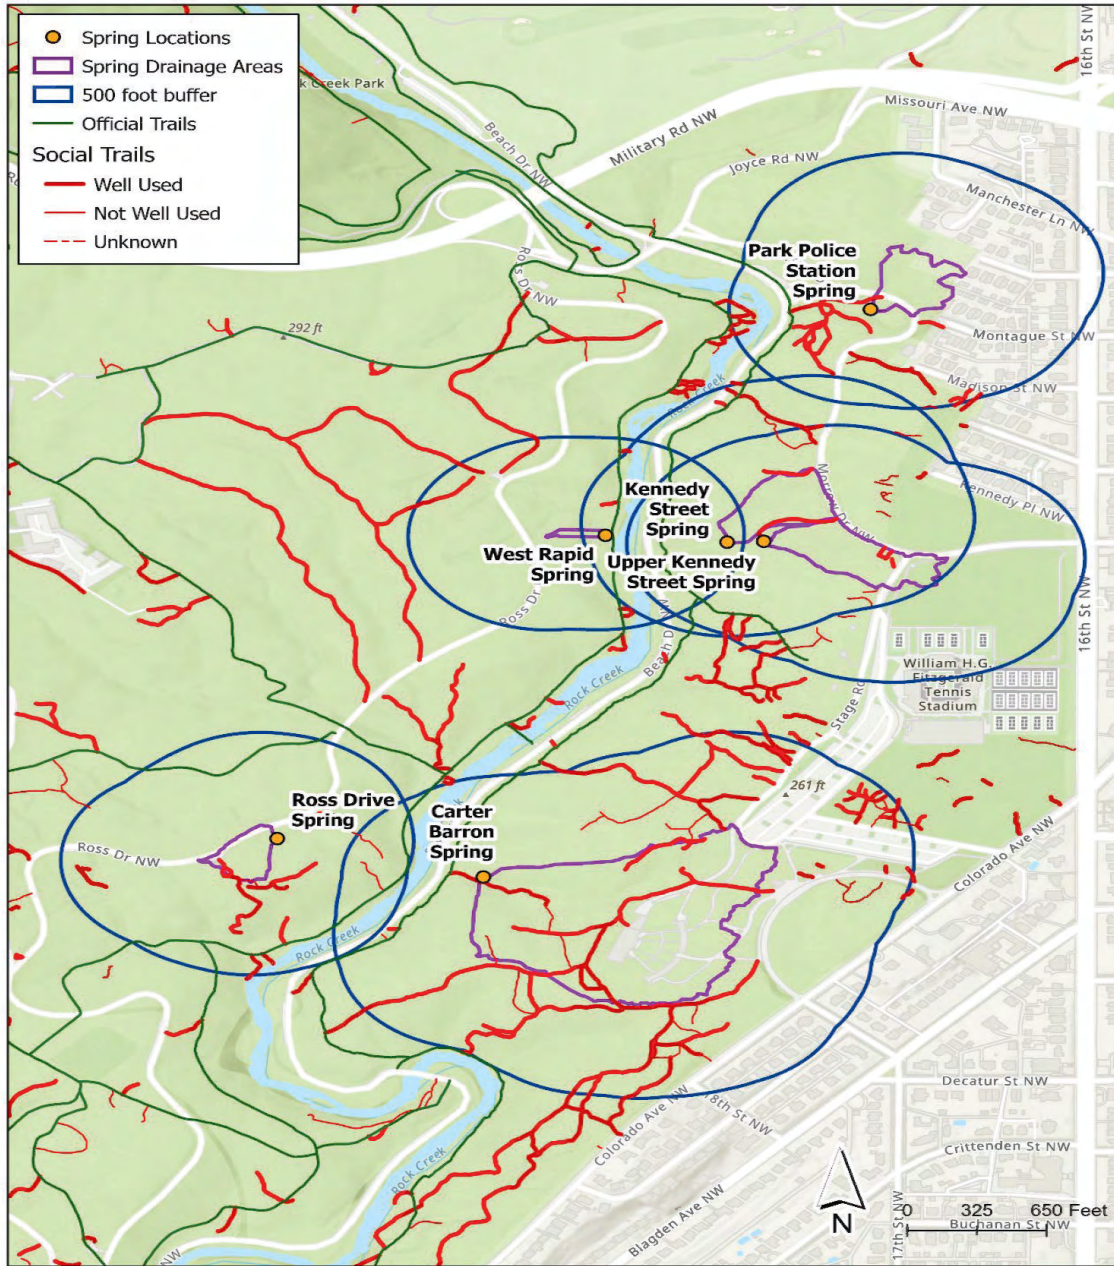 Spring Locations
Spring Drainage Areas
500 foot buffer
Official Trails
Social Trails
Well Used
Not Well Used
Unknown
k Creek Park
16th St NW
Missouri Ave NW
Beach Dr NW
Military Rd NW
Joyce Rd NW
Manchester Ln NW
Park Police
Station
Spring
Ross Dr NW
292 ft
Montague St NW
Madison St NW
Rock Creek
Kennedy
Street
Spring
Morrow Dr NW
Kennedy Pl NW
West Rapid
Spring
Upper Kennedy
Street Spring
Ross Dr
Beach D
16th St NW
Rock Creek
William H.G.
Fitzgerald
Tennis
Stadium
Stage Rd
261 ft
Ross Drive
Spring
Carter
Barron
Spring
Ross Dr NW
Colorado Ave NW
Rock Creek
Decatur St NW
18th St NW
Colorado Ave NW
Crittenden St NW
Rock Creek
Blagden Ave NW
17th St NW
N
0 325 650 Feet
Buchanan St NW
NW